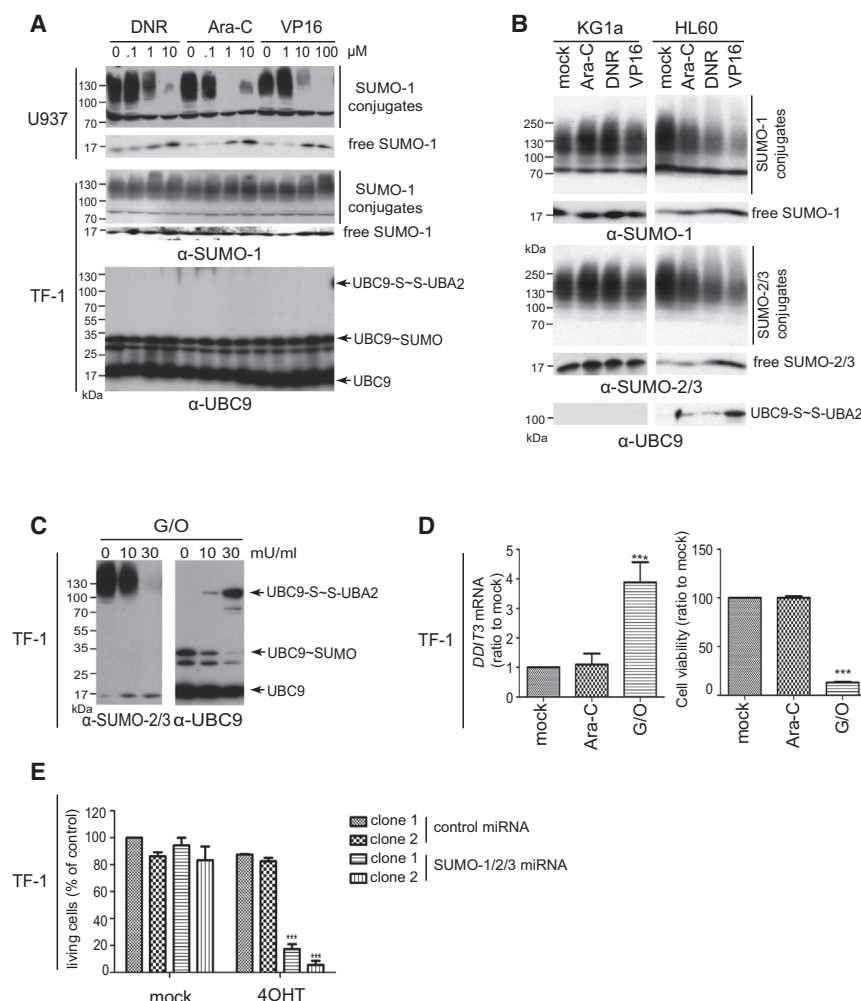 A
DNR Ara-C VP16
0 .1 1 10 0 .1 1 10 0 1 10 100 µM
U937
130
100
70
SUMO-1
conjugates
17
free SUMO-1
TF-1
130
100
70
SUMO-1
conjugates
17
free SUMO-1
α-SUMO-1
130
100
70
55
35
25
17
kDa
UBC9-S~S-UBA2
UBC9~SUMO
UBC9
α-UBC9
B
KG1a HL60
mock Ara-C DNR VP16 mock Ara-C DNR VP16
250
130
100
70
SUMO-1
conjugates
17
free SUMO-1
α-SUMO-1
kDa
250
130
100
70
SUMO-2/3
conjugates
17
free SUMO-2/3
α-SUMO-2/3
100
kDa
UBC9-S~S-UBA2
α-UBC9
C
G/O
0 10 30 0 10 30 mU/ml
TF-1
130
100
70
55
35
25
17
kDa
UBC9-S~S-UBA2
UBC9~SUMO
UBC9
α-SUMO-2/3 α-UBC9
D
TF-1
DDIT3 mRNA
(ratio to mock)
5
4
3
2
1
0
***
mock Ara-C G/O
Cell viability (ratio to mock)
150
100
50
0
***
mock Ara-C G/O
E
TF-1
living cells (% of control)
120
100
80
60
40
20
0
***
***
mock 4OHT
clone 1
clone 2
control miRNA
clone 1
clone 2
SUMO-1/2/3 miRNA